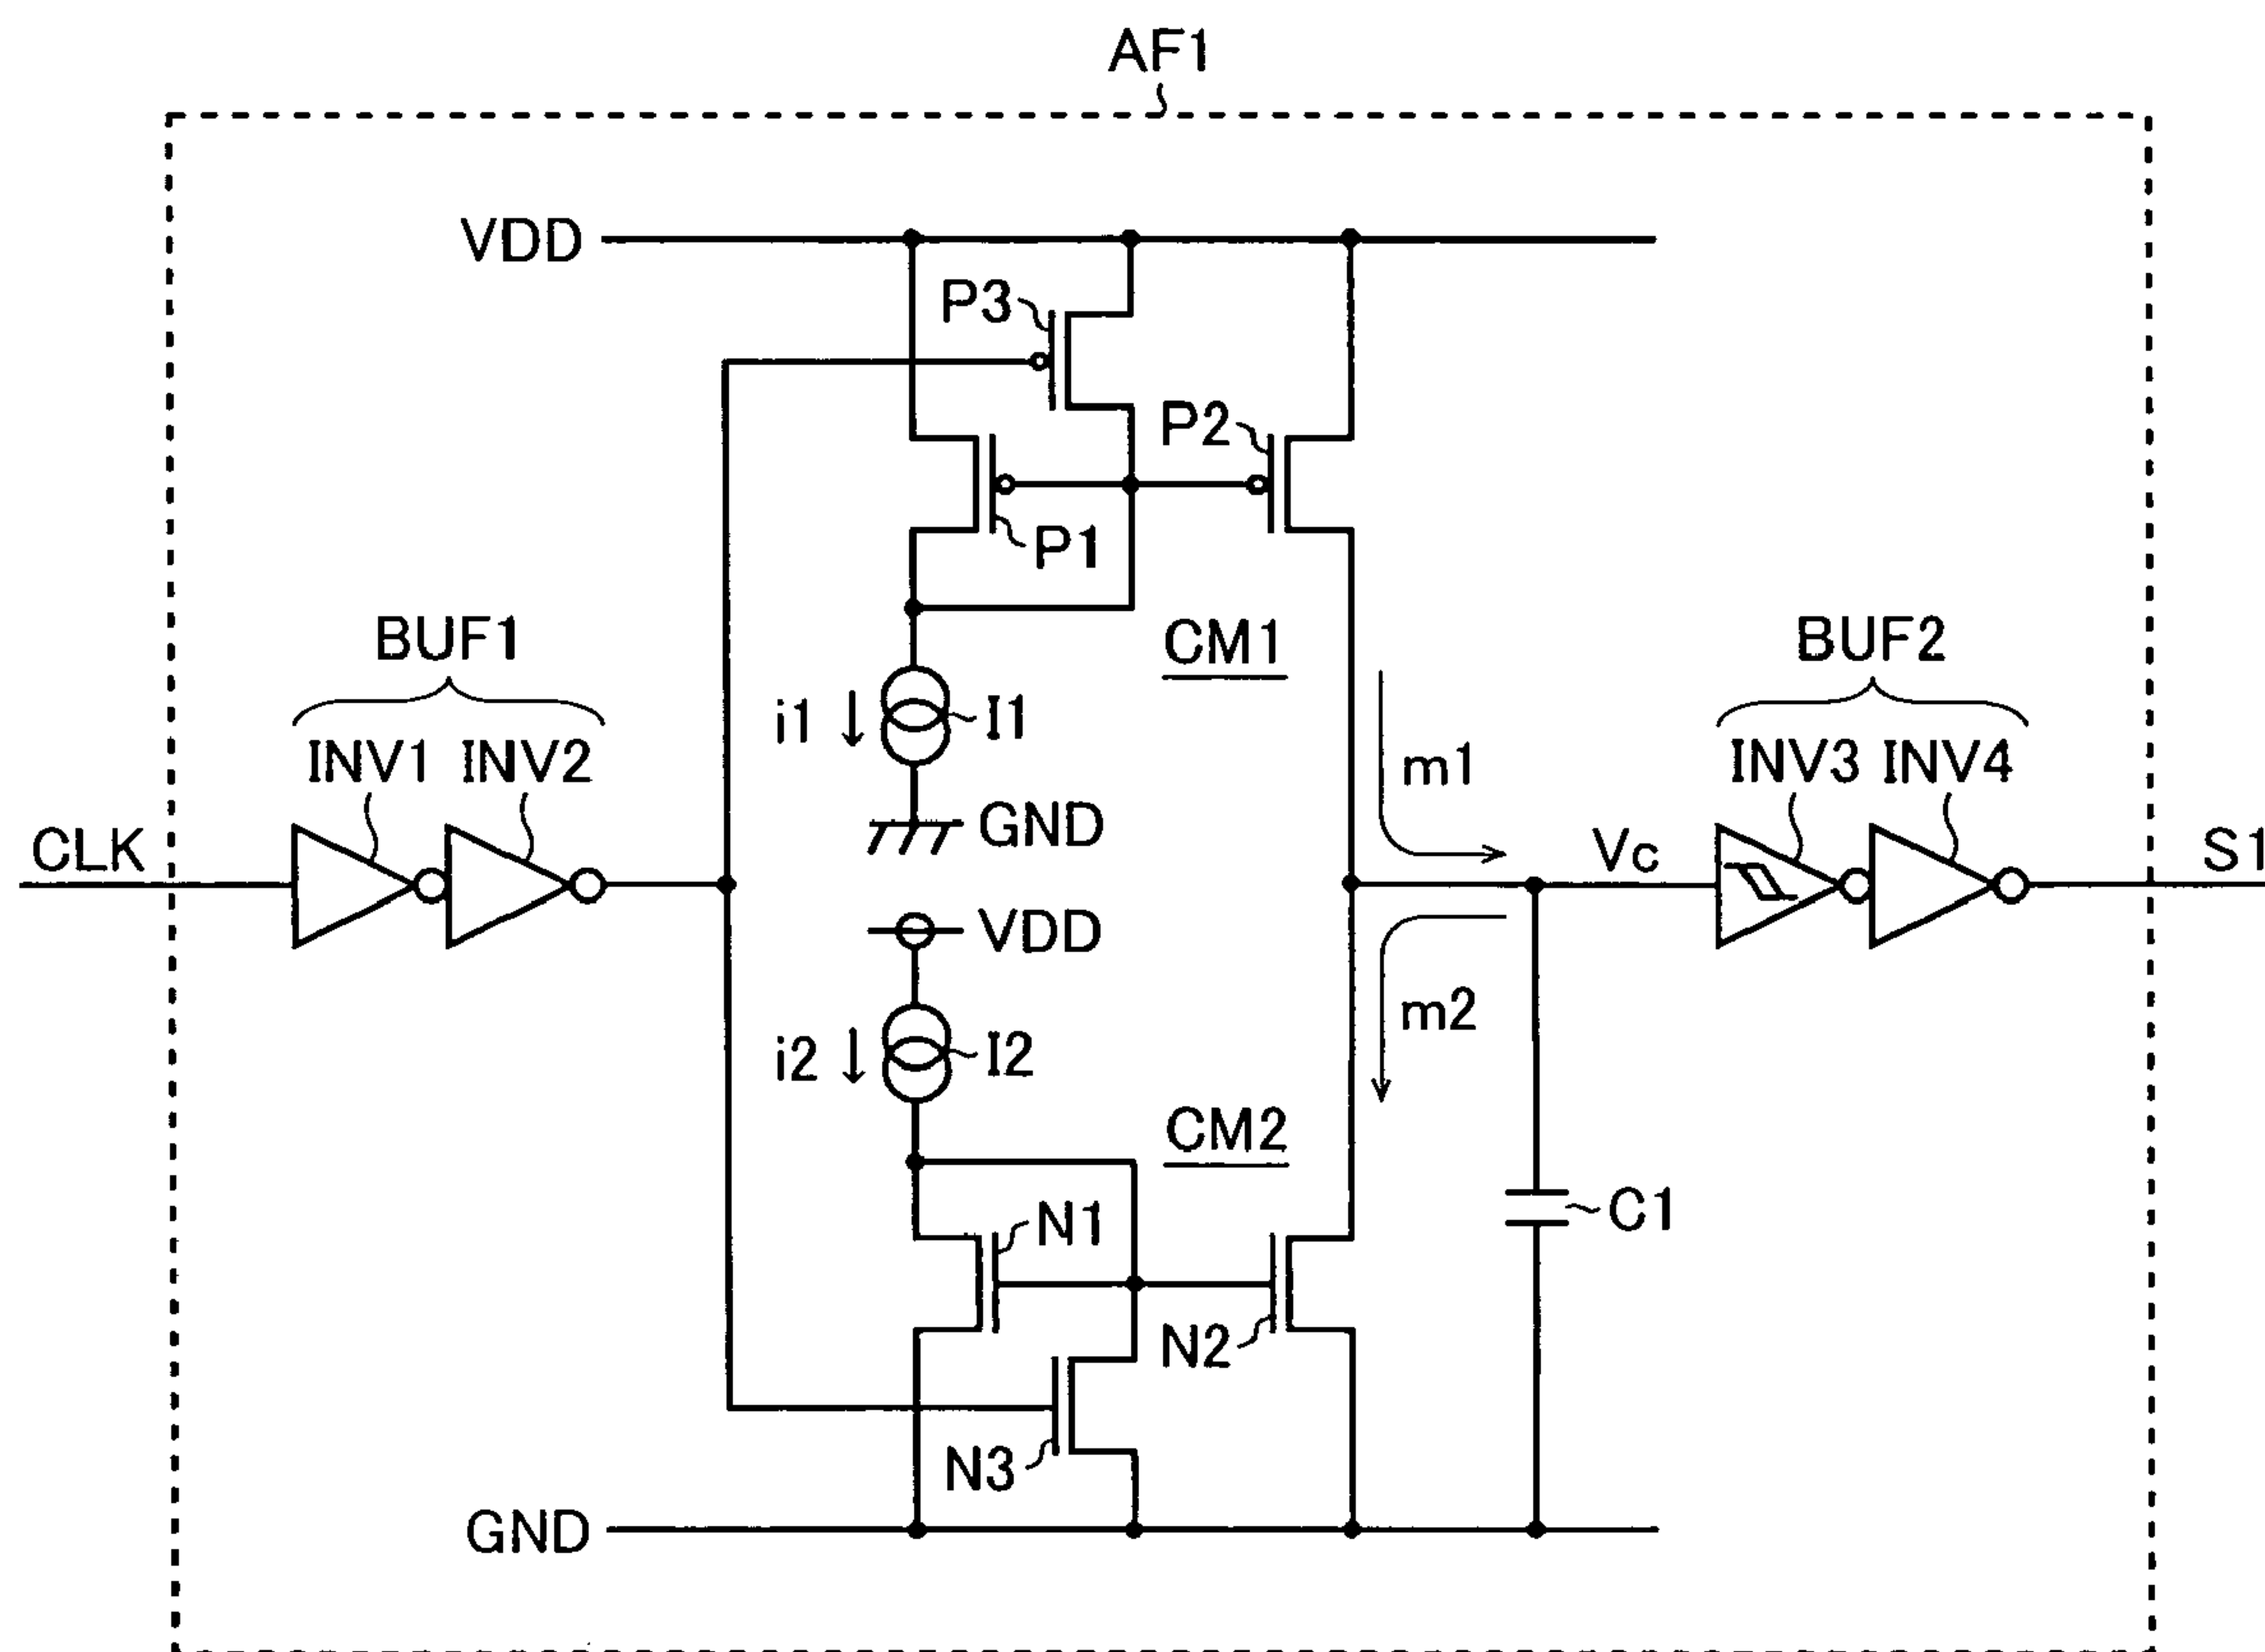 AF1
VDD
P3
P2
P1
CM1
BUF1
BUF2
i1
I1
INV1 INV2
m1
INV3 INV4
GND
CLK
Vc
S1
VDD
m2
i2
I2
CM2
N1
C1
N2
N3
GND